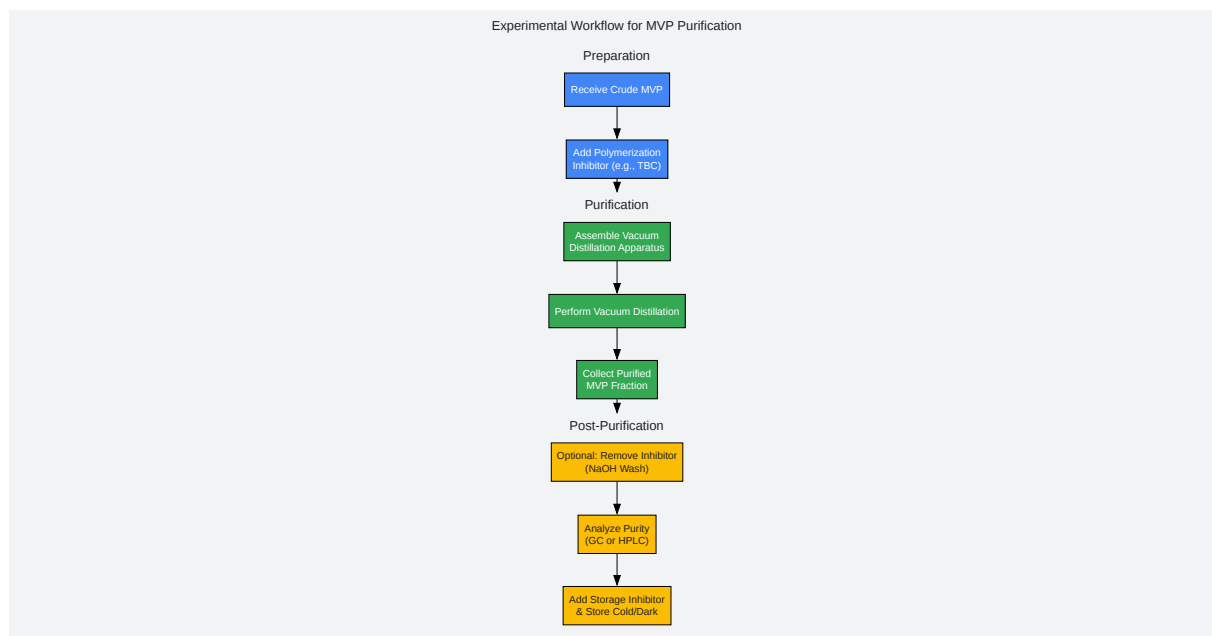 Experimental Workflow for MVP Purification
Preparation
Receive Crude MVP
Add Polymerization
Inhibitor (e.g., TBC)
Purification
Assemble Vacuum
Distillation Apparatus
Perform Vacuum Distillation
Collect Purified
MVP Fraction
Post-Purification
Optional: Remove Inhibitor
(NaOH Wash)
Analyze Purity
(GC or HPLC)
Add Storage Inhibitor
& Store Cold/Dark